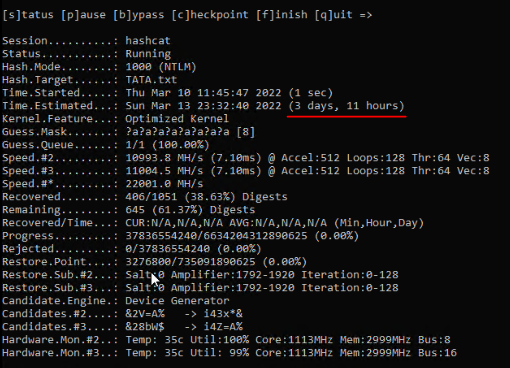 [s]tatus [p]ause [b]ypass [c]heckpoint [f]inish [q]uit =>
Session..........: hashcat
Status...........: Running
Hash.Mode........: 1000 (NTLM)
Hash.Target......: TATA.txt
Time.Started.....: Thu Mar 10 11:45:47 2022 (1 sec)
Time.Estimated...: Sun Mar 13 23:32:40 2022 (3 days, 11 hours)
Kernel.Feature...: Optimized Kernel
Guess.Mask.......: ?a?a?a?a?a?a?a?a [8]
Guess.Queue......: 1/1 (100.00%)
Speed.#2.........: 10993.8 MH/s (7.10ms) @ Accel:512 Loops:128 Thr:64 Vec:8
Speed.#3.........: 11004.5 MH/s (7.10ms) @ Accel:512 Loops:128 Thr:64 Vec:8
Speed.#*.........: 22001.0 MH/s
Recovered........: 406/1051 (38.63%) Digests
Remaining........: 645 (61.37%) Digests
Recovered/Time...: CUR:N/A,N/A,N/A AVG:N/A,N/A,N/A (Min,Hour,Day)
Progress.........: 37836554240/6634204312890625 (0.00%)
Rejected.........: 0/37836554240 (0.00%)
Restore.Point....: 3276800/735091890625 (0.00%)
Restore.Sub.#2...: Salt:0 Amplifier:1792-1920 Iteration:0-128
Restore.Sub.#3...: Salt:0 Amplifier:1792-1920 Iteration:0-128
Candidate.Engine.: Device Generator
Candidates.#2....: &2V=A% -> i43x*&
Candidates.#3....: &28bW$ -> i4Z=A%
Hardware.Mon.#2..: Temp: 35c Util:100% Core:1113MHz Mem:2999MHz Bus:8
Hardware.Mon.#3..: Temp: 35c Util: 99% Core:1113MHz Mem:2999MHz Bus:16